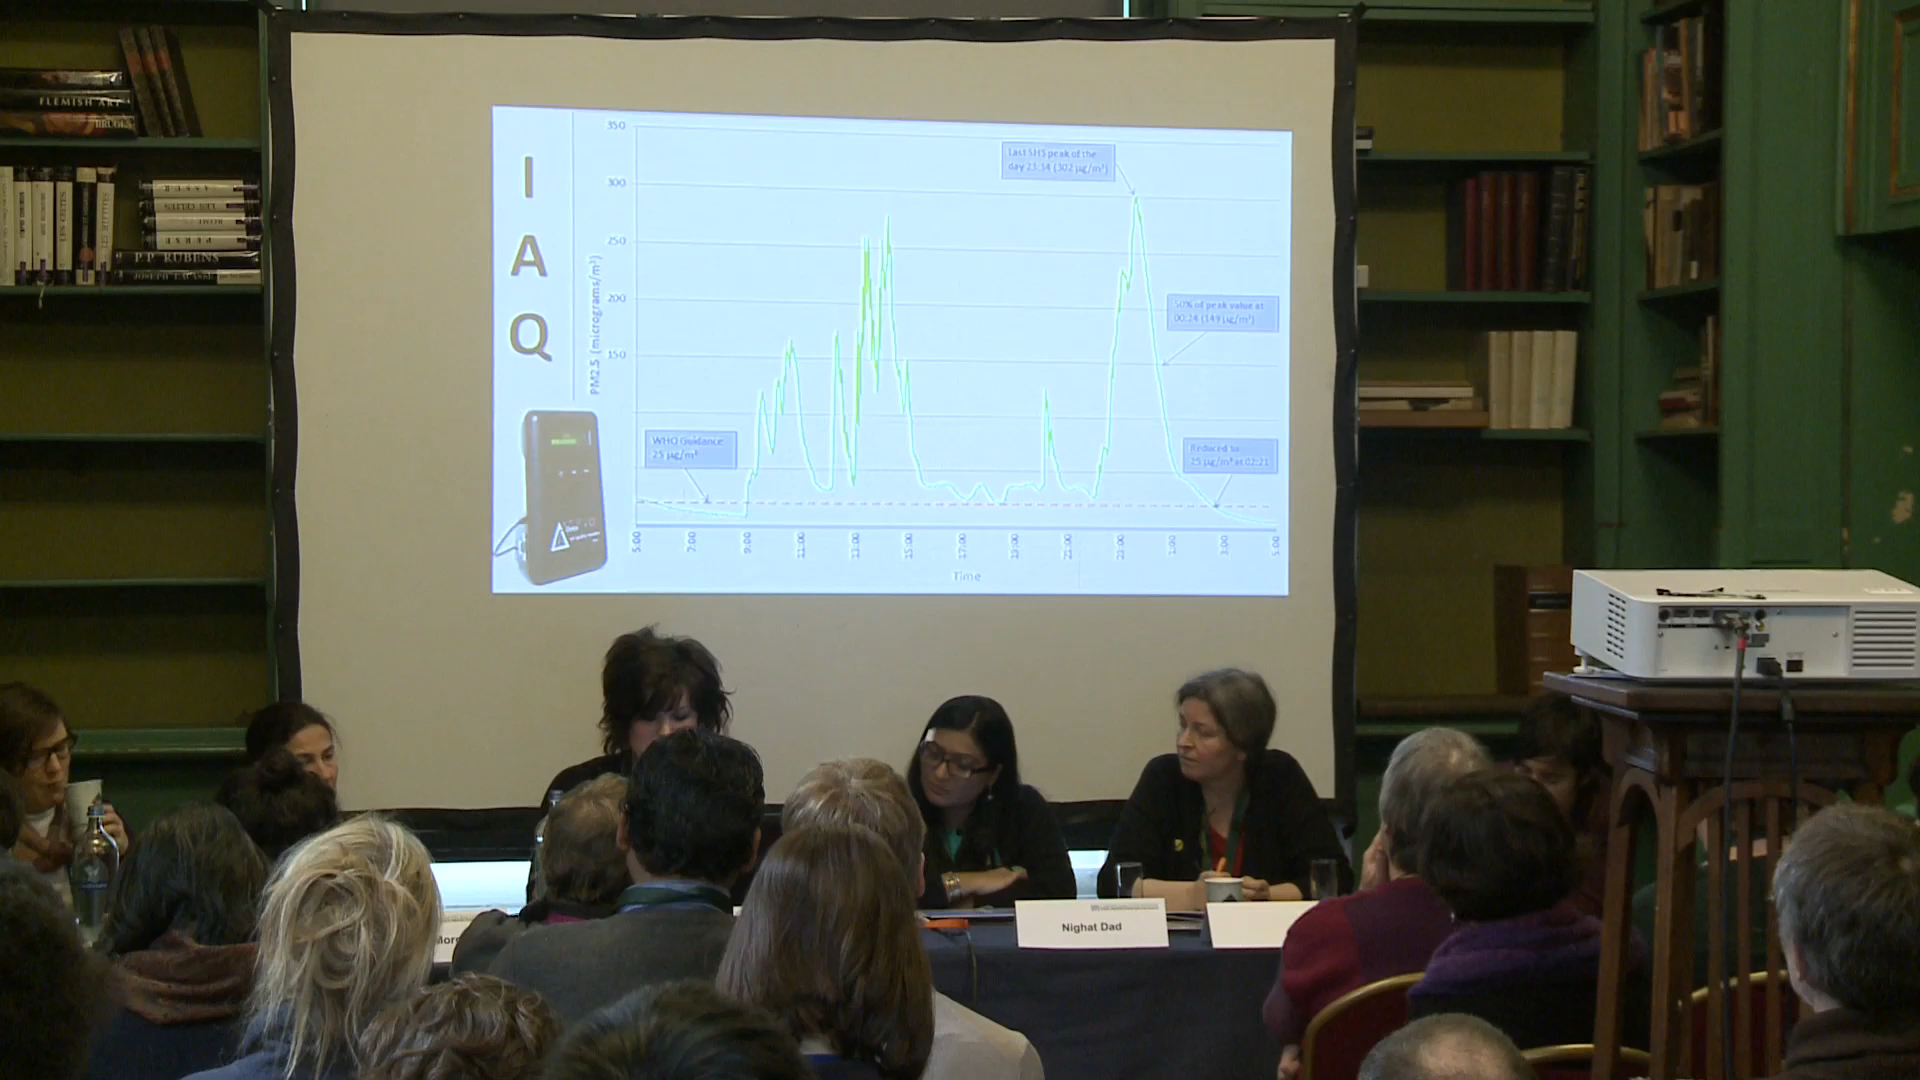 FLEMISH ART
BRUGES
P.P. RUBENS
I
A
Q
350
300
250
200
150
PM2.5 (micrograms/m³)
Last SHS peak of the
day 23:34 (302 µg/m³)
50% of peak value at
00:24 (149 µg/m³)
WHO Guidance
25 µg/m³
Reduced to
25 µg/m³ at 02:21
5:00
7:00
9:00
11:00
13:00
15:00
17:00
19:00
21:00
23:00
1:00
3:00
5:00
Time
Nighat Dad